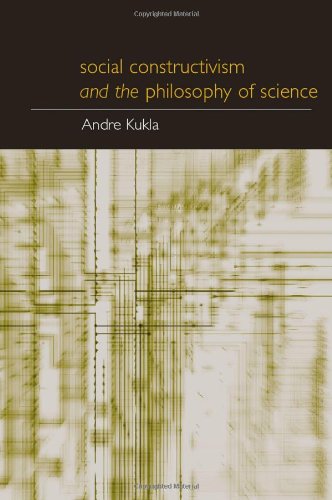 social constructivism
and the philosophy of science
Andre Kukla